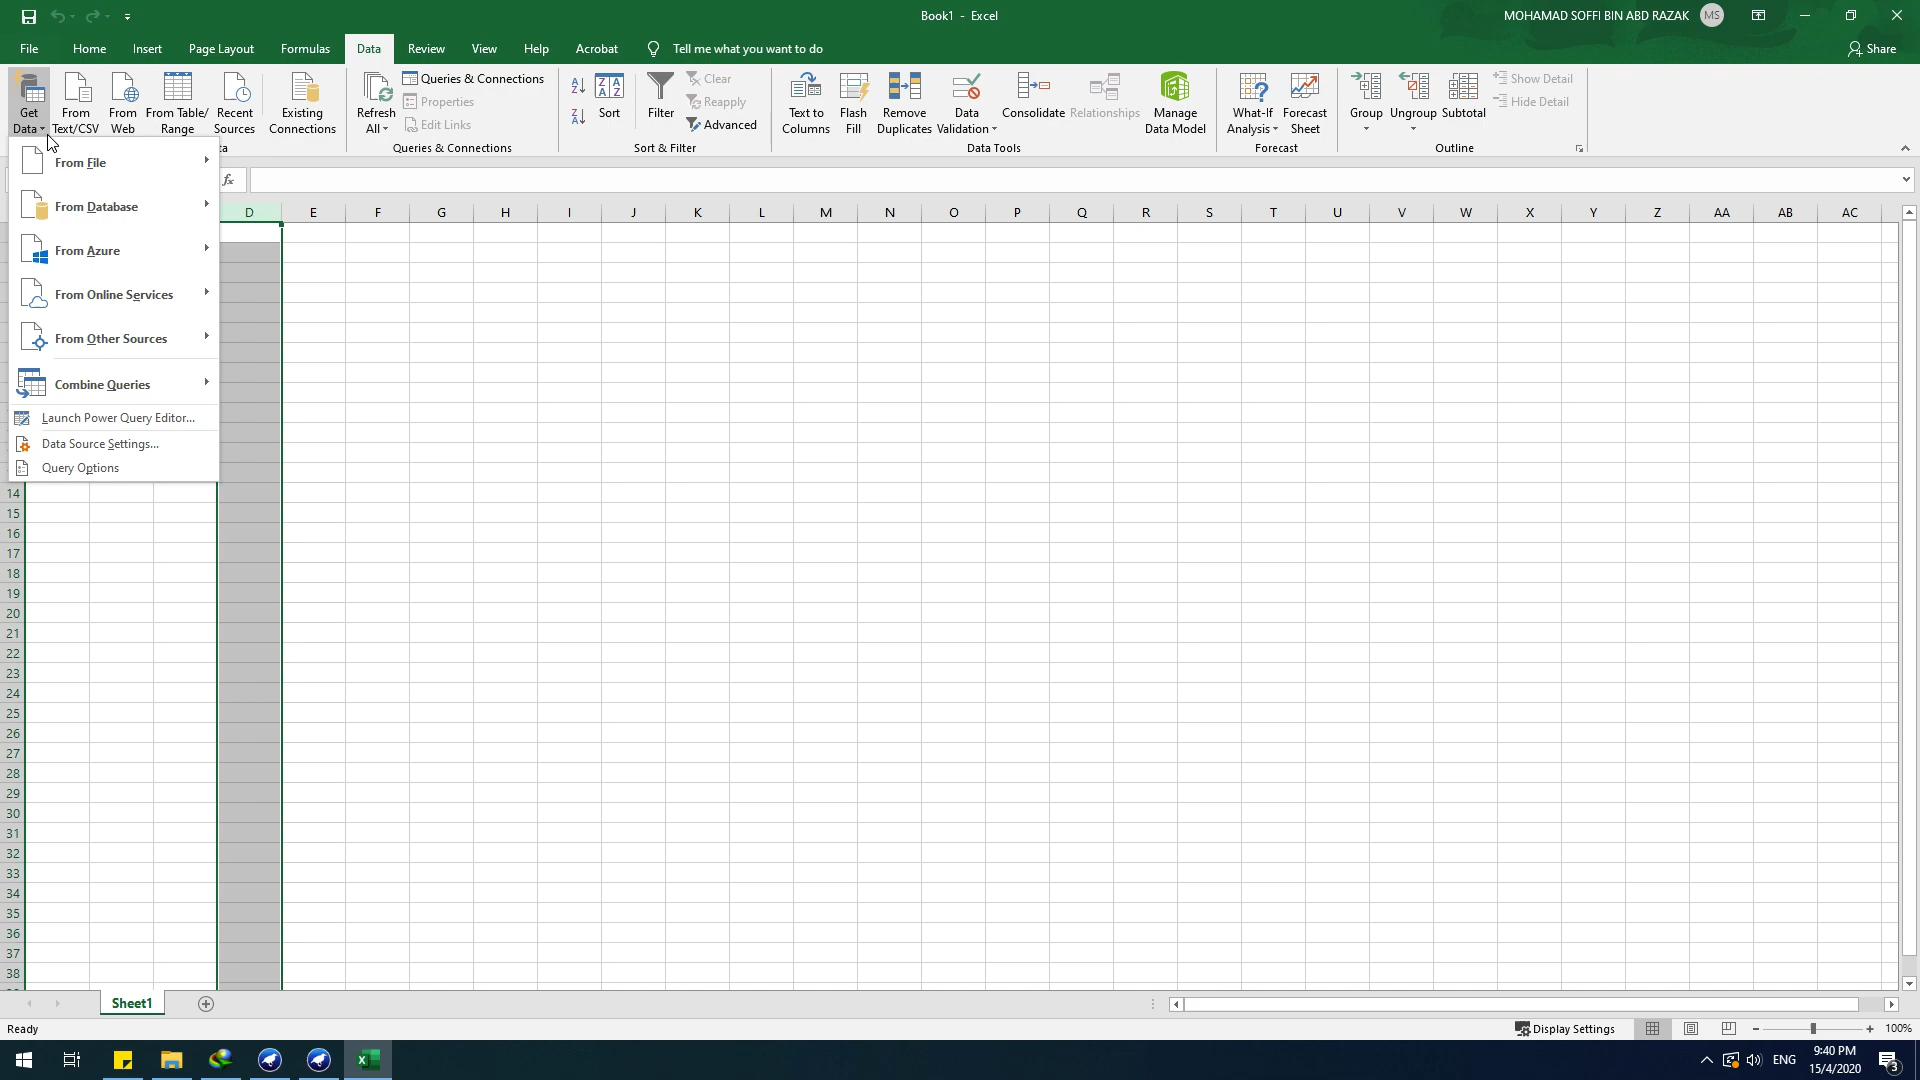 Book1 - Excel
MOHAMAD SOFFI BIN ABD RAZAK MS
File Home Insert Page Layout Formulas Data Review View Help Acrobat Tell me what you want to do Share
Get Data
From Text/CSV
From Web
From Table/ Range
Recent Sources
Existing Connections
Refresh All
Queries & Connections
Properties
Edit Links
Queries & Connections
A Z
Z A
Z A
A Z
Sort
Filter
Clear
Reapply
Advanced
Sort & Filter
Text to Columns
Flash Fill
Remove Duplicates
Data Validation
Consolidate
Relationships
Manage Data Model
Data Tools
What-If Analysis
Forecast Sheet
Forecast
Group
Ungroup
Subtotal
Show Detail
Hide Detail
Outline
From File
From Database
From Azure
From Online Services
From Other Sources
Combine Queries
Launch Power Query Editor...
Data Source Settings...
Query Options
fx
D E F G H I J K L M N O P Q R S T U V W X Y Z AA AB AC
14
15
16
17
18
19
20
21
22
23
24
25
26
27
28
29
30
31
32
33
34
35
36
37
38
Sheet1
Ready
Display Settings
100%
ENG
9:40 PM
15/4/2020
3